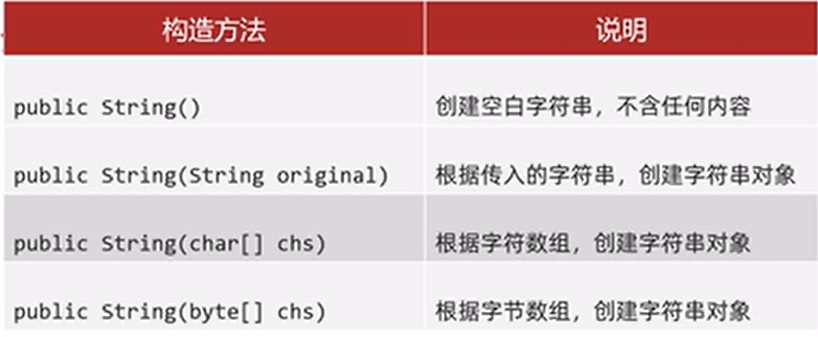 构造方法 说明
public String() 创建空白字符串，不含任何内容
public String(String original) 根据传入的字符串，创建字符串对象
public String(char[] chs) 根据字符数组，创建字符串对象
public String(byte[] chs) 根据字节数组，创建字符串对象